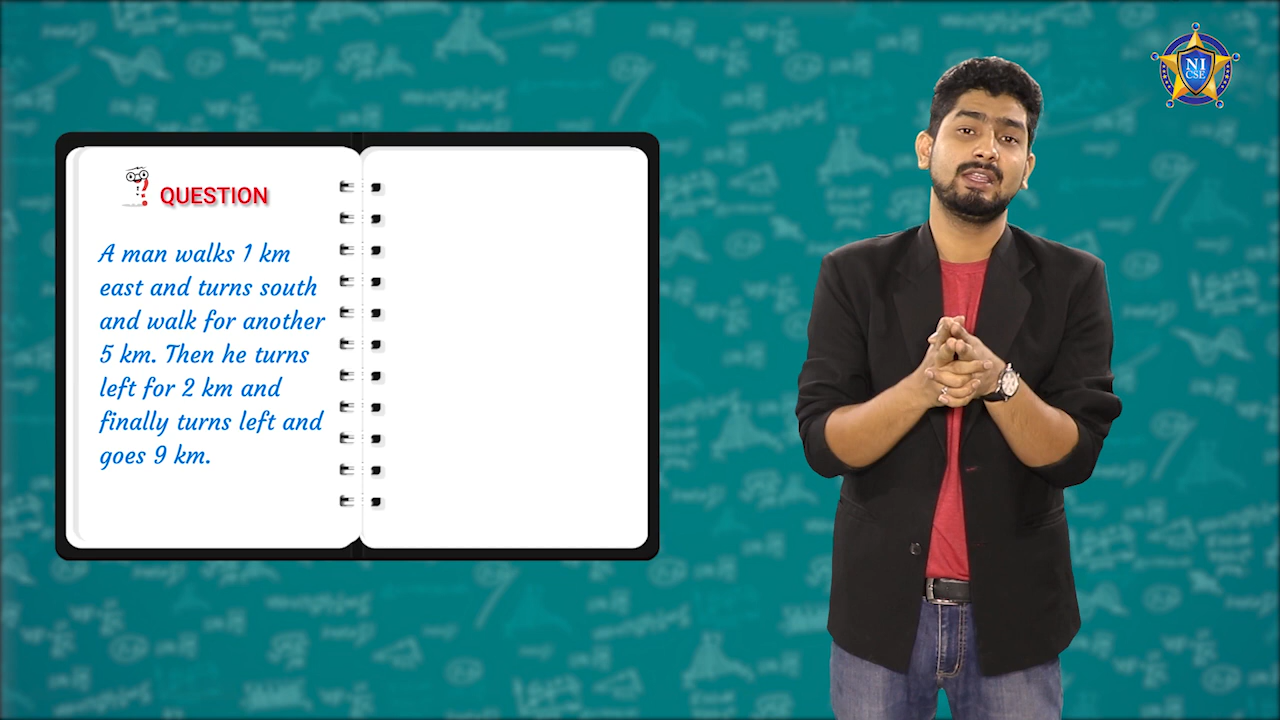 QUESTION
A man walks 1 km
east and turns south
and walk for another
5 km. Then he turns
left for 2 km and
finally turns left and
goes 9 km.
NI
CSE